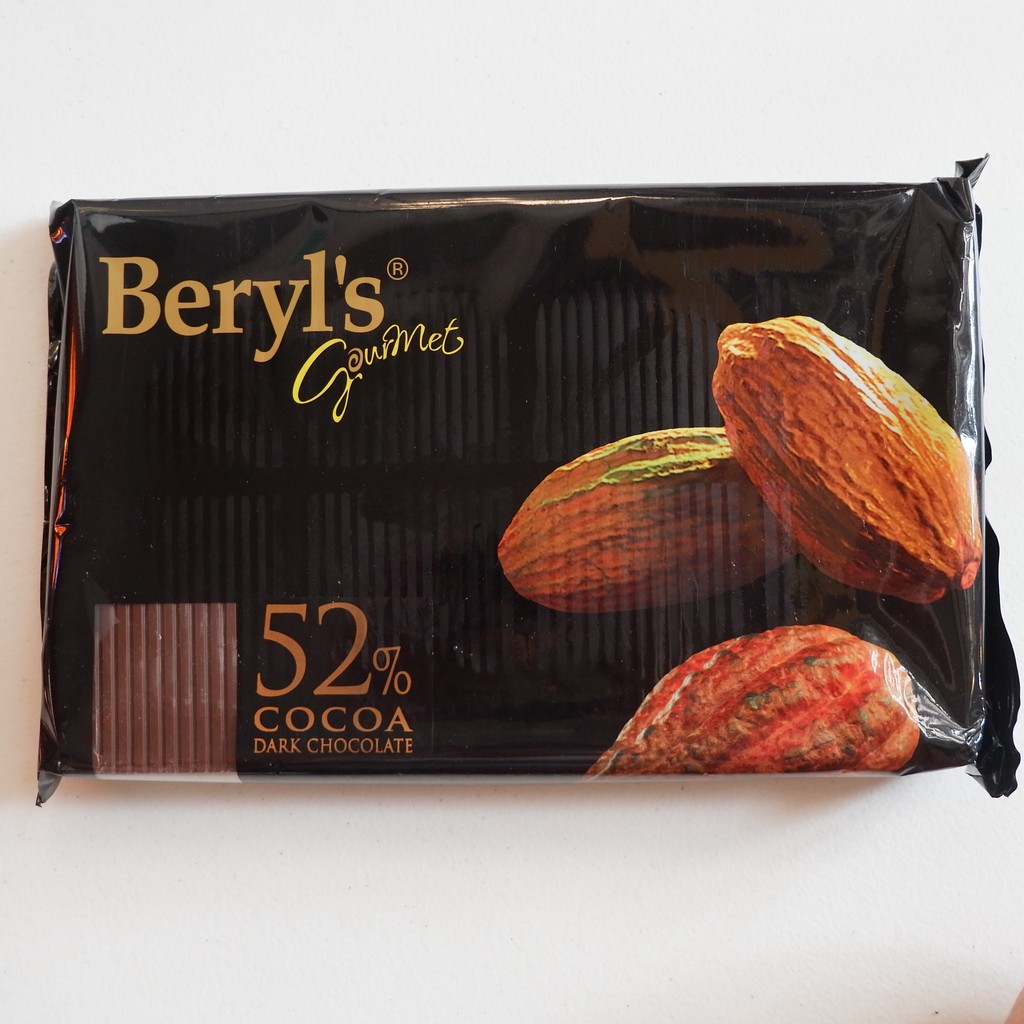 Beryl's®
Gourmet
52%
COCOA
DARK CHOCOLATE